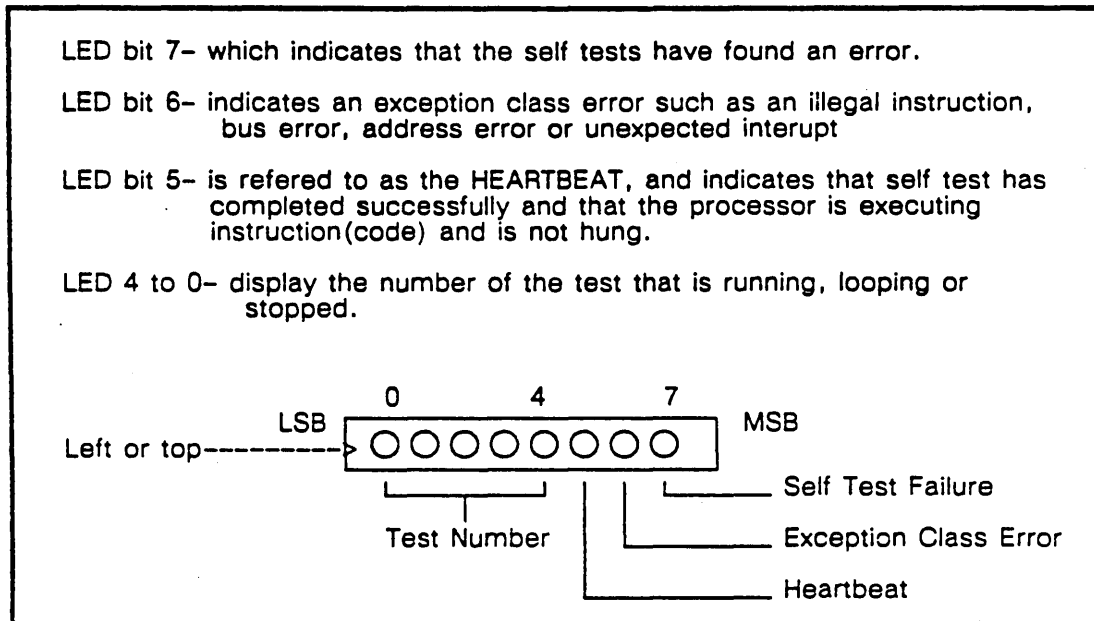 LED bit 7- which indicates that the self tests have found an error.
LED bit 6- indicates an exception class error such as an illegal instruction,
bus error, address error or unexpected interupt
LED bit 5- is refered to as the HEARTBEAT, and indicates that self test has
completed successfully and that the processor is executing
instruction(code) and is not hung.
LED 4 to 0- display the number of the test that is running, looping or
stopped.
0 4 7
LSB MSB
Left or top
Self Test Failure
Test Number Exception Class Error
Heartbeat